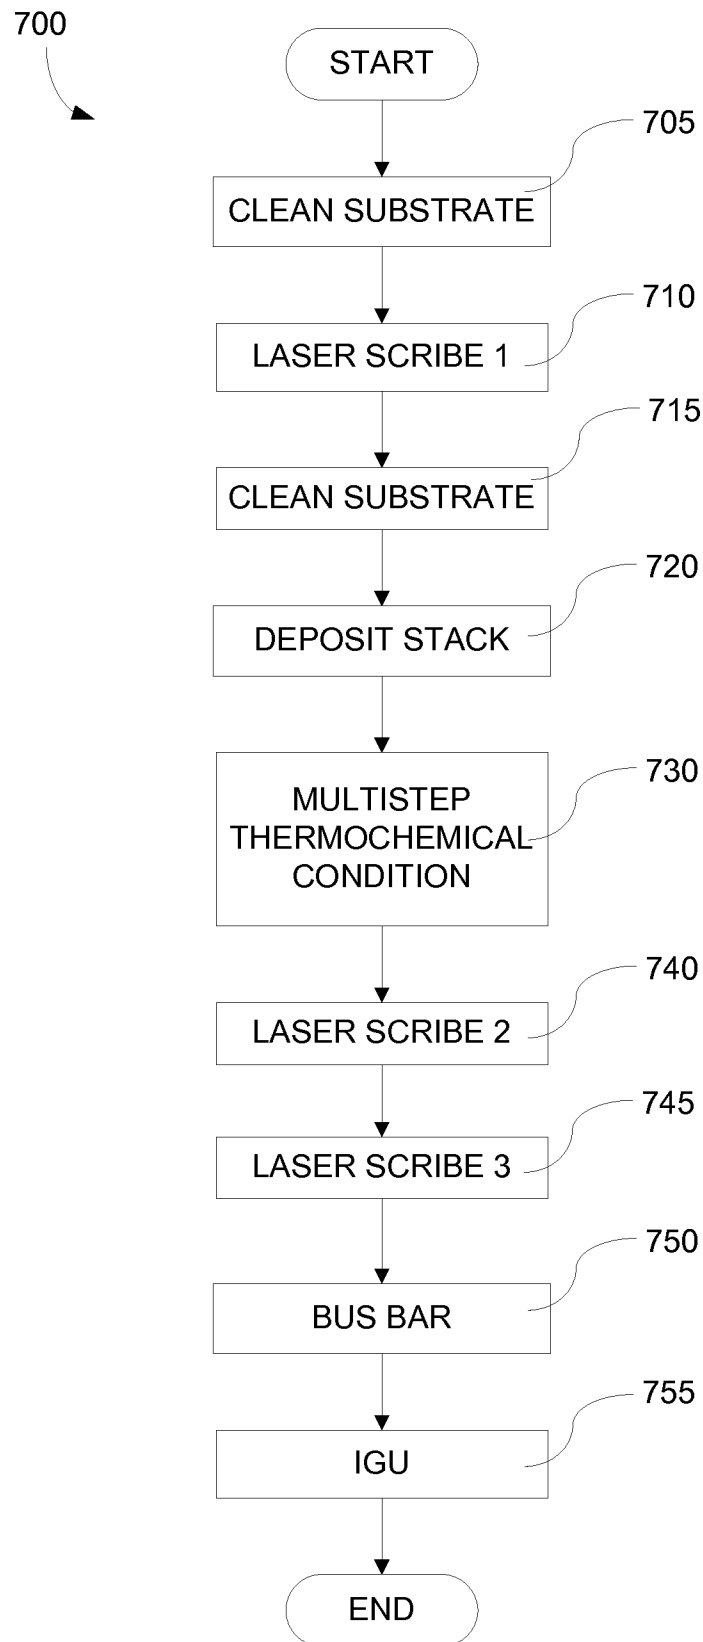 700
START
705
CLEAN SUBSTRATE
710
LASER SCRIBE 1
715
CLEAN SUBSTRATE
720
DEPOSIT STACK
730
MULTISTEP
THERMOCHEMICAL
CONDITION
740
LASER SCRIBE 2
745
LASER SCRIBE 3
750
BUS BAR
755
IGU
END